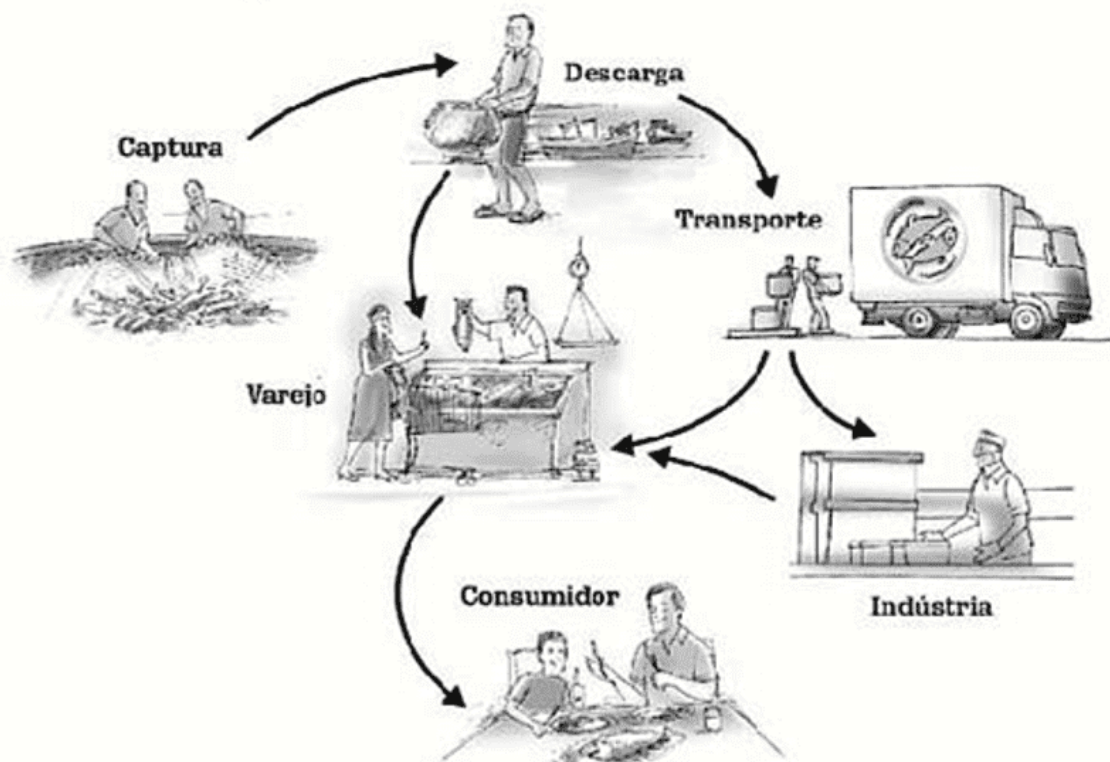 Descarga
Captura
Transporte
Varejo
Consumidor
Indústria